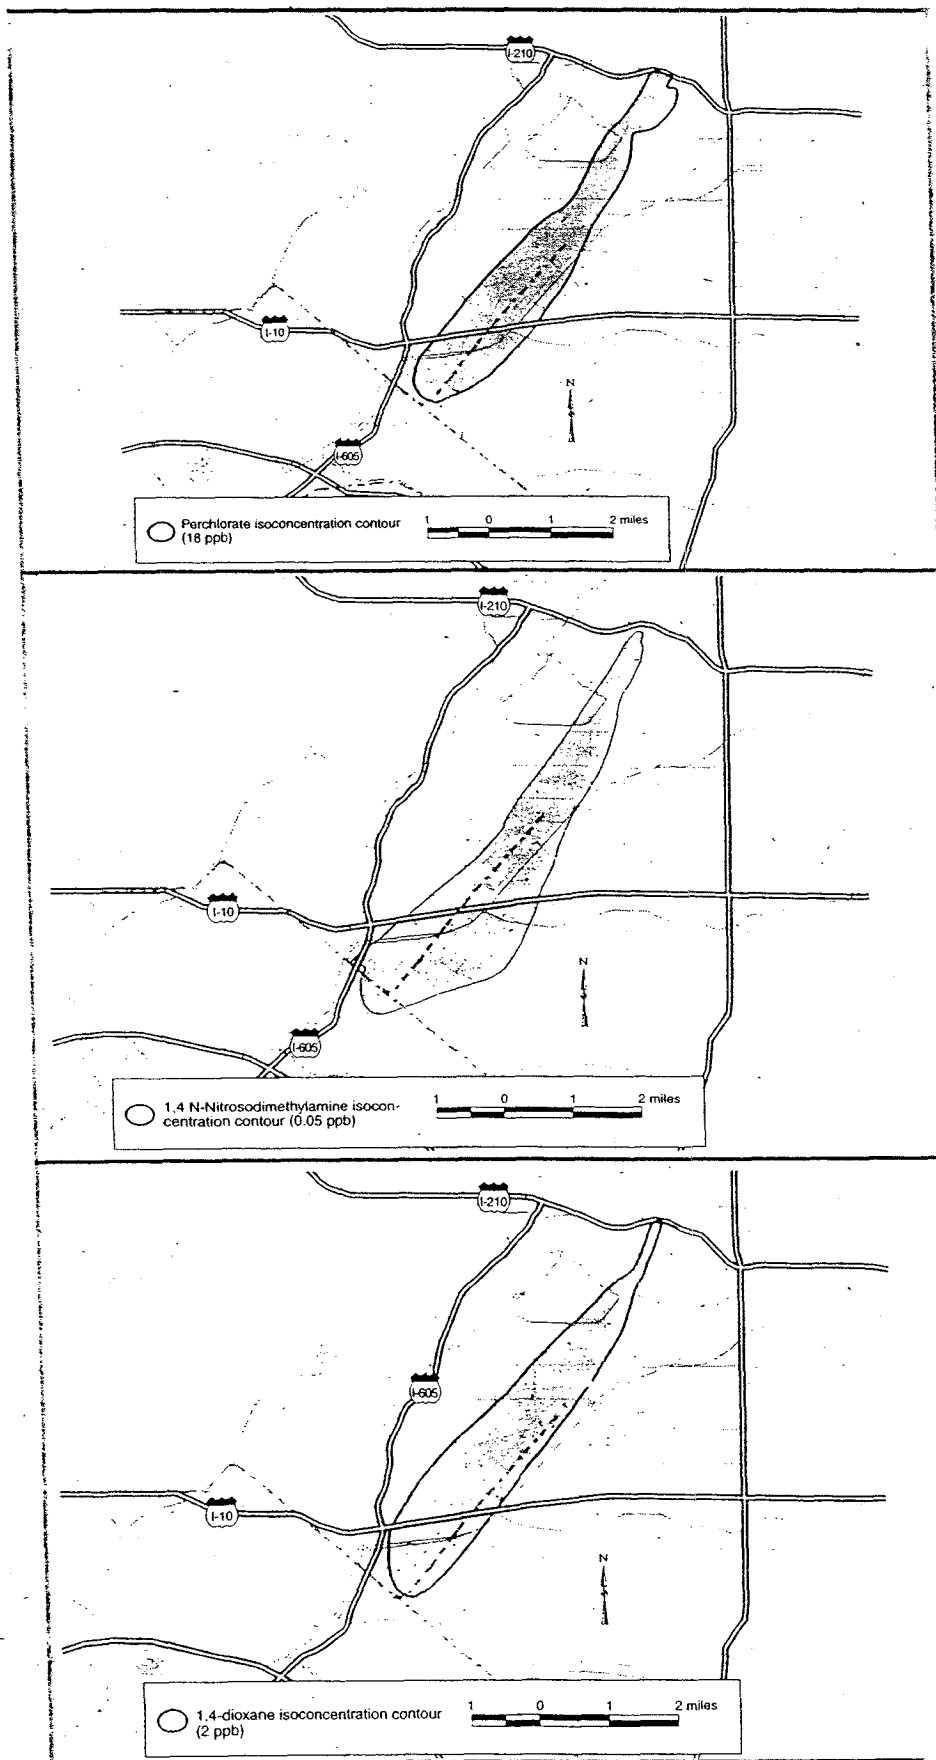 I-210
I-10
N
I-605
Perchlorate isoconcentration contour
(18 ppb)
1 0 1 2 miles
I-210
I-10
N
I-605
1,4 N-Nitrosodimethylamine isocon-
centration contour (0.05 ppb)
1 0 1 2 miles
I-210
I-605
I-10
N
1,4-dioxane isoconcentration contour
(2 ppb)
1 0 1 2 miles